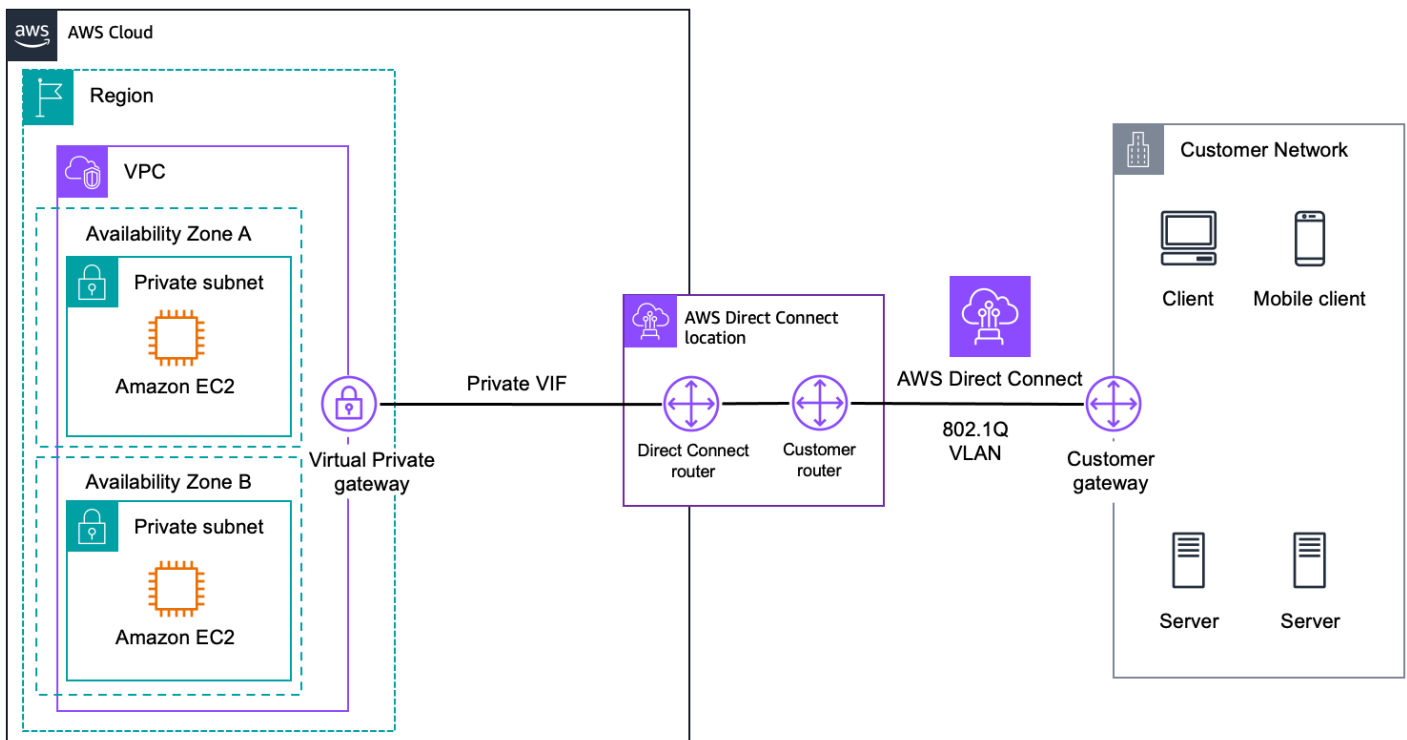 aws
AWS Cloud
Region
VPC
Availability Zone A
Private subnet
Amazon EC2
Availability Zone B
Private subnet
Amazon EC2
Virtual Private
gateway
Private VIF
AWS Direct Connect
location
Direct Connect
router
Customer
router
AWS Direct Connect
802.1Q
VLAN
Customer
gateway
Customer Network
Client
Mobile client
Server
Server